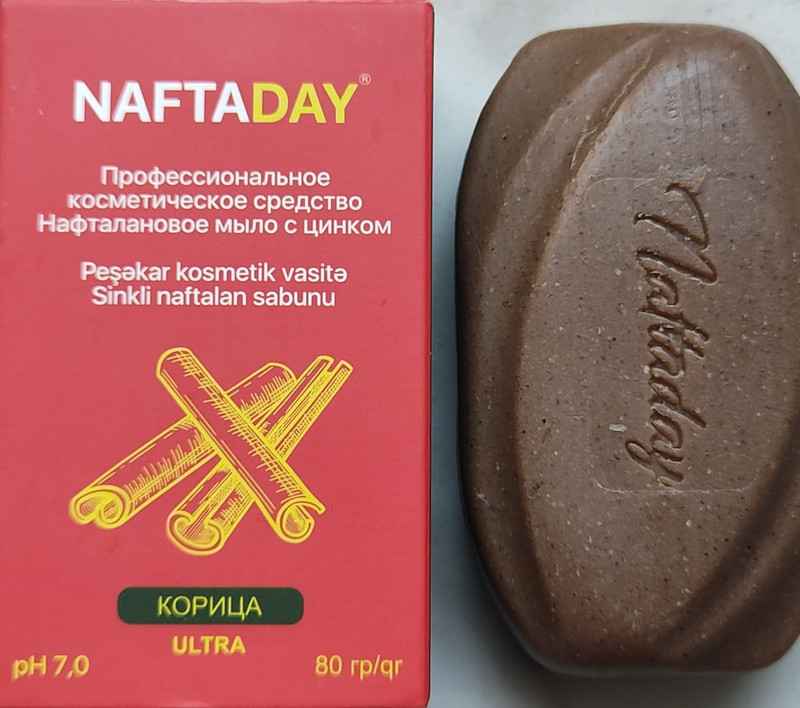 NAFTADAY®
Профессиональное
косметическое средство
Нафталановое мыло с цинком
Peşəkar kosmetik vasitə
Sinkli naftalan sabunu
КОРИЦА
ULTRA
pH 7,0
80 гр/qr
Naftaday